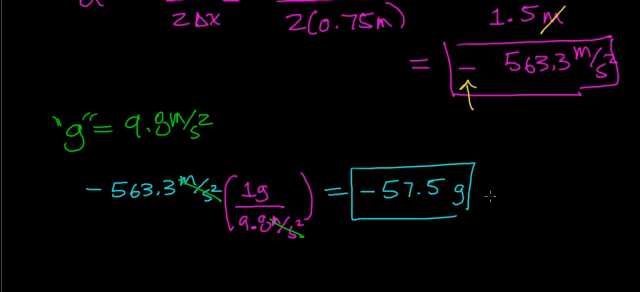 2Δx 2(0.75m) 1.5m
= - 563.3 m/s²
"g" = 9.8 m/s²
-563.3 m/s² (1g / 9.8 m/s²) = -57.5 g